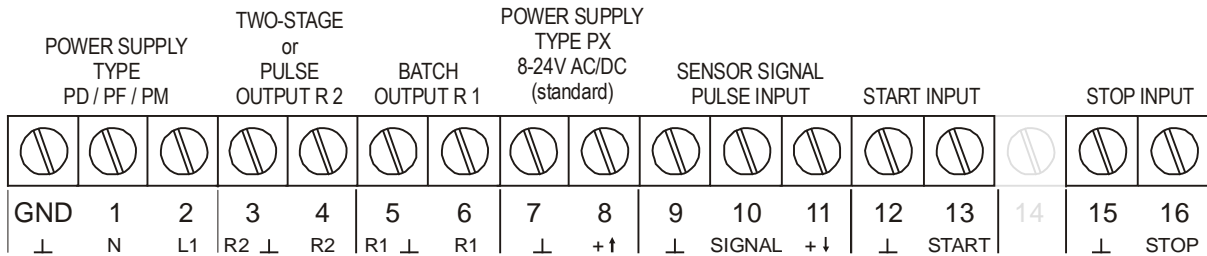 POWER SUPPLY
TYPE
PD / PF / PM
TWO-STAGE
or
PULSE
OUTPUT R 2
BATCH
OUTPUT R 1
POWER SUPPLY
TYPE PX
8-24V AC/DC
(standard)
SENSOR SIGNAL
PULSE INPUT
START INPUT
STOP INPUT
GND 1 2 3 4 5 6 7 8 9 10 11 12 13 14 15 16
⊥ N L1 R2 ⊥ R2 R1 ⊥ R1 ⊥ +⬆ ⊥ SIGNAL +⬇ ⊥ START ⊥ STOP